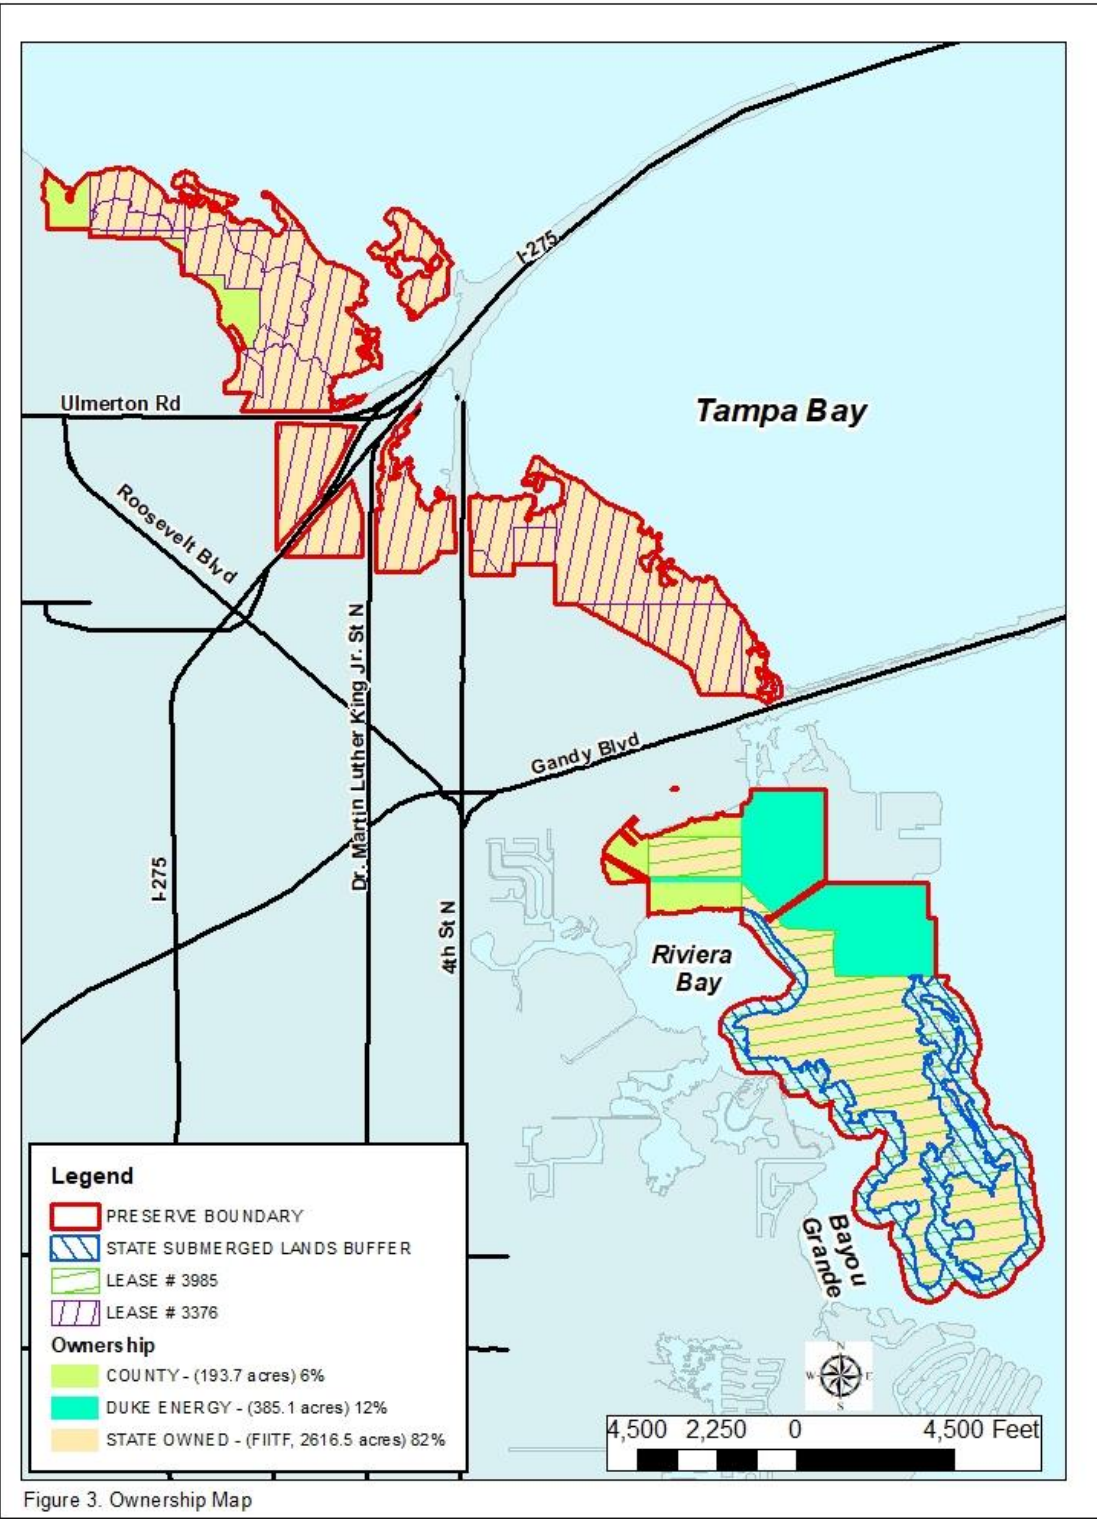 I-275
Ulmerton Rd
Tampa Bay
Roosevelt Blvd
Dr. Martin Luther King Jr. St N
Gandy Blvd
I-275
4th St N
Riviera
Bay
Bayou
Grande
Legend
PRESERVE BOUNDARY
STATE SUBMERGED LANDS BUFFER
LEASE # 3985
LEASE # 3376
Ownership
COUNTY - (193.7 acres) 6%
DUKE ENERGY - (385.1 acres) 12%
STATE OWNED - (FIITF, 2616.5 acres) 82%
N
W E
S
4,500 2,250 0 4,500 Feet
Figure 3. Ownership Map